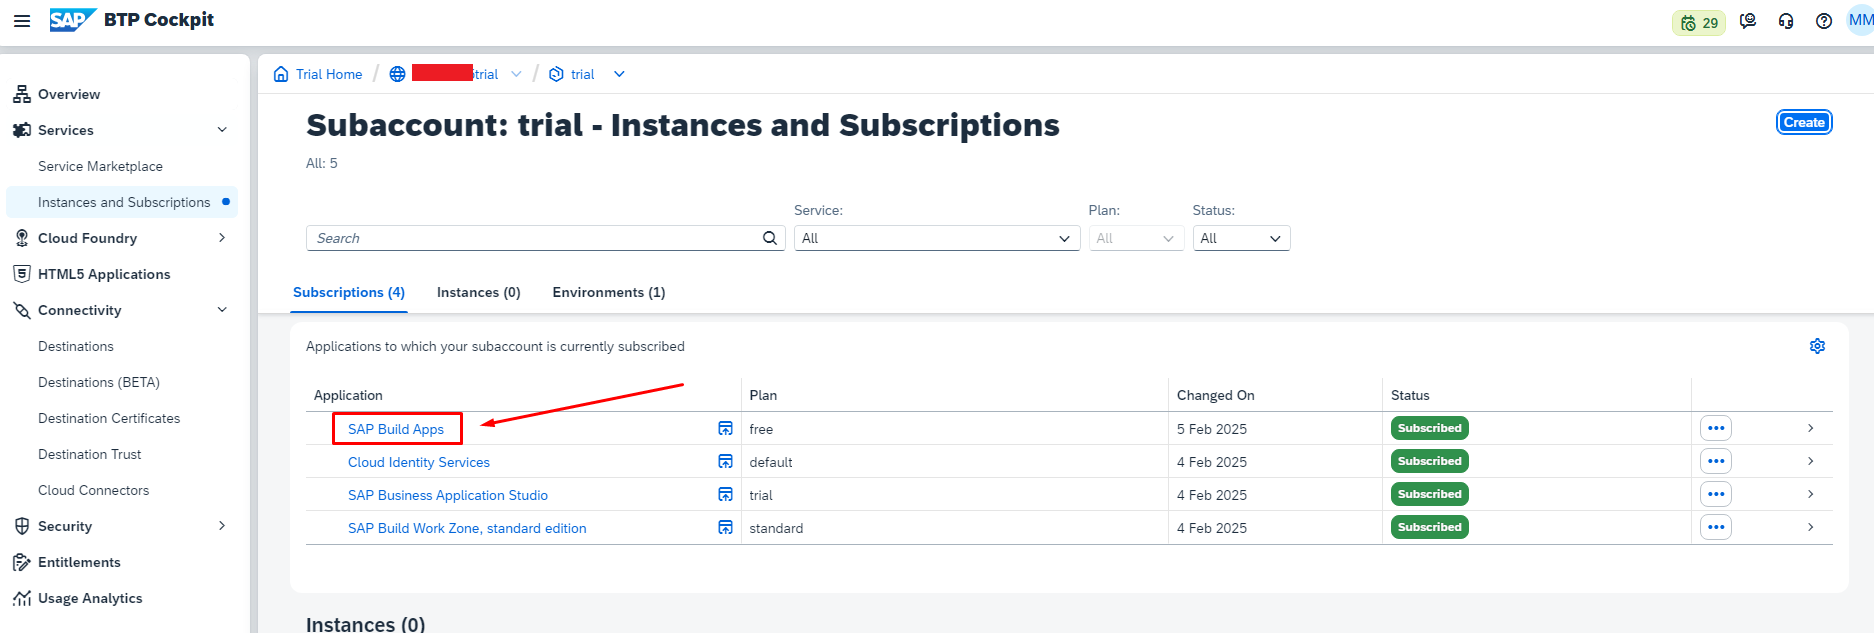 SAP BTP Cockpit
29
MM
Overview
Services
Service Marketplace
Instances and Subscriptions
Cloud Foundry
HTML5 Applications
Connectivity
Destinations
Destinations (BETA)
Destination Certificates
Destination Trust
Cloud Connectors
Security
Entitlements
Usage Analytics
Trial Home / trial / trial
Subaccount: trial - Instances and Subscriptions
Create
All: 5
Service: Plan: Status:
Search All All All
Subscriptions (4) Instances (0) Environments (1)
Applications to which your subaccount is currently subscribed
Application Plan Changed On Status
SAP Build Apps free 5 Feb 2025 Subscribed
Cloud Identity Services default 4 Feb 2025 Subscribed
SAP Business Application Studio trial 4 Feb 2025 Subscribed
SAP Build Work Zone, standard edition standard 4 Feb 2025 Subscribed
Instances (0)